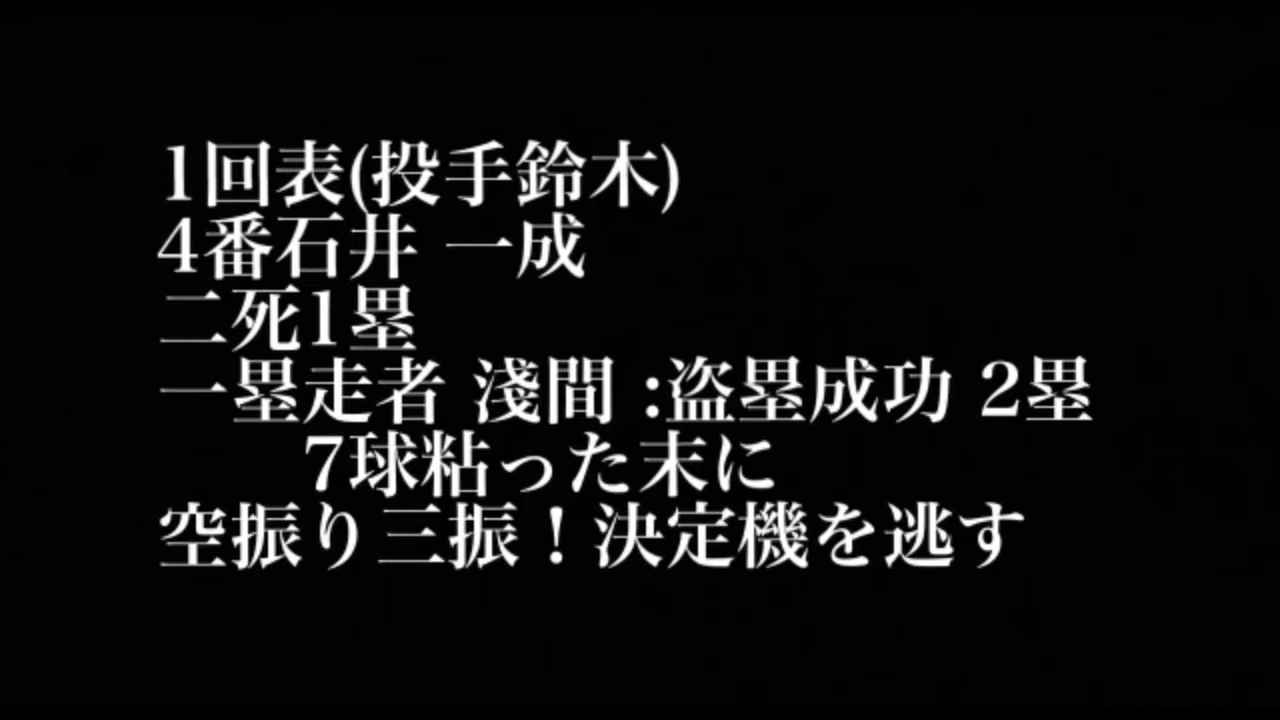 1回表(投手鈴木)
4番石井 一成
二死1塁
一塁走者 淺間 :盗塁成功 2塁
7球粘った末に
空振り三振！決定機を逃す